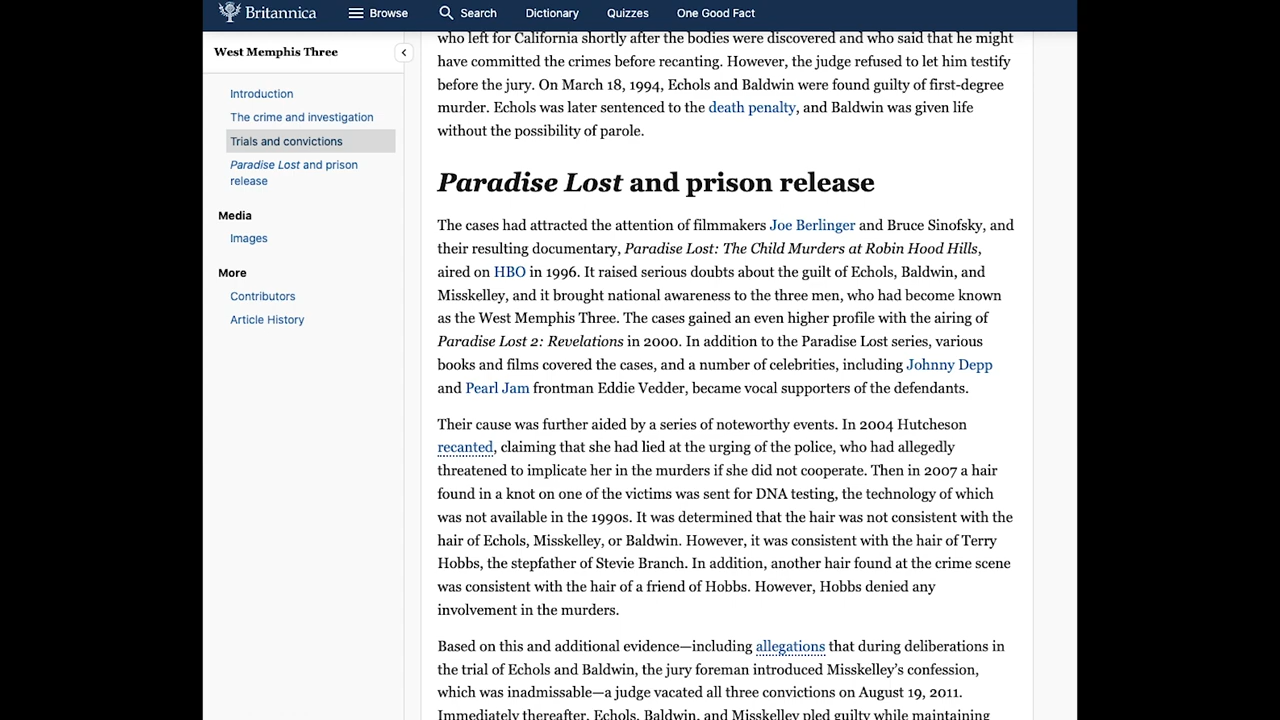 Britannica
Browse
Search
Dictionary
Quizzes
One Good Fact
West Memphis Three
Introduction
The crime and investigation
Trials and convictions
Paradise Lost and prison
release
Media
Images
More
Contributors
Article History
who left for California shortly after the bodies were discovered and who said that he might
have committed the crimes before recanting. However, the judge refused to let him testify
before the jury. On March 18, 1994, Echols and Baldwin were found guilty of first-degree
murder. Echols was later sentenced to the death penalty, and Baldwin was given life
without the possibility of parole.
Paradise Lost and prison release
The cases had attracted the attention of filmmakers Joe Berlinger and Bruce Sinofsky, and
their resulting documentary, Paradise Lost: The Child Murders at Robin Hood Hills,
aired on HBO in 1996. It raised serious doubts about the guilt of Echols, Baldwin, and
Misskelley, and it brought national awareness to the three men, who had become known
as the West Memphis Three. The cases gained an even higher profile with the airing of
Paradise Lost 2: Revelations in 2000. In addition to the Paradise Lost series, various
books and films covered the cases, and a number of celebrities, including Johnny Depp
and Pearl Jam frontman Eddie Vedder, became vocal supporters of the defendants.
Their cause was further aided by a series of noteworthy events. In 2004 Hutcheson
recanted, claiming that she had lied at the urging of the police, who had allegedly
threatened to implicate her in the murders if she did not cooperate. Then in 2007 a hair
found in a knot on one of the victims was sent for DNA testing, the technology of which
was not available in the 1990s. It was determined that the hair was not consistent with the
hair of Echols, Misskelley, or Baldwin. However, it was consistent with the hair of Terry
Hobbs, the stepfather of Stevie Branch. In addition, another hair found at the crime scene
was consistent with the hair of a friend of Hobbs. However, Hobbs denied any
involvement in the murders.
Based on this and additional evidence—including allegations that during deliberations in
the trial of Echols and Baldwin, the jury foreman introduced Misskelley's confession,
which was inadmissable—a judge vacated all three convictions on August 19, 2011.
Immediately thereafter, Echols, Baldwin, and Misskelley pled guilty while maintaining